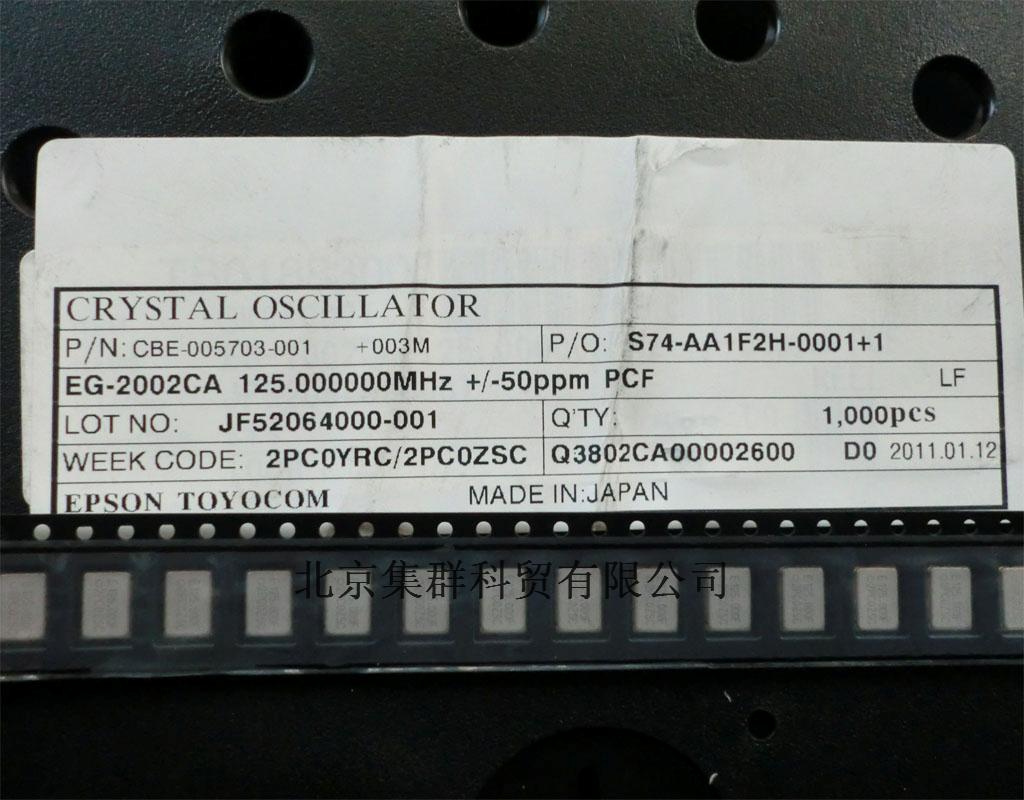 CRYSTAL OSCILLATOR
P/N: CBE-005703-001 +003M P/O: S74-AA1F2H-0001+1
EG-2002CA 125.000000MHz +/-50ppm PCF LF
LOT NO: JF52064000-001 Q'TY: 1,000pcs
WEEK CODE: 2PC0YRC/2PC0ZSC Q3802CA00002600 D0 2011.01.12
EPSON TOYOCOM MADE IN:JAPAN
北京集群科贸有限公司